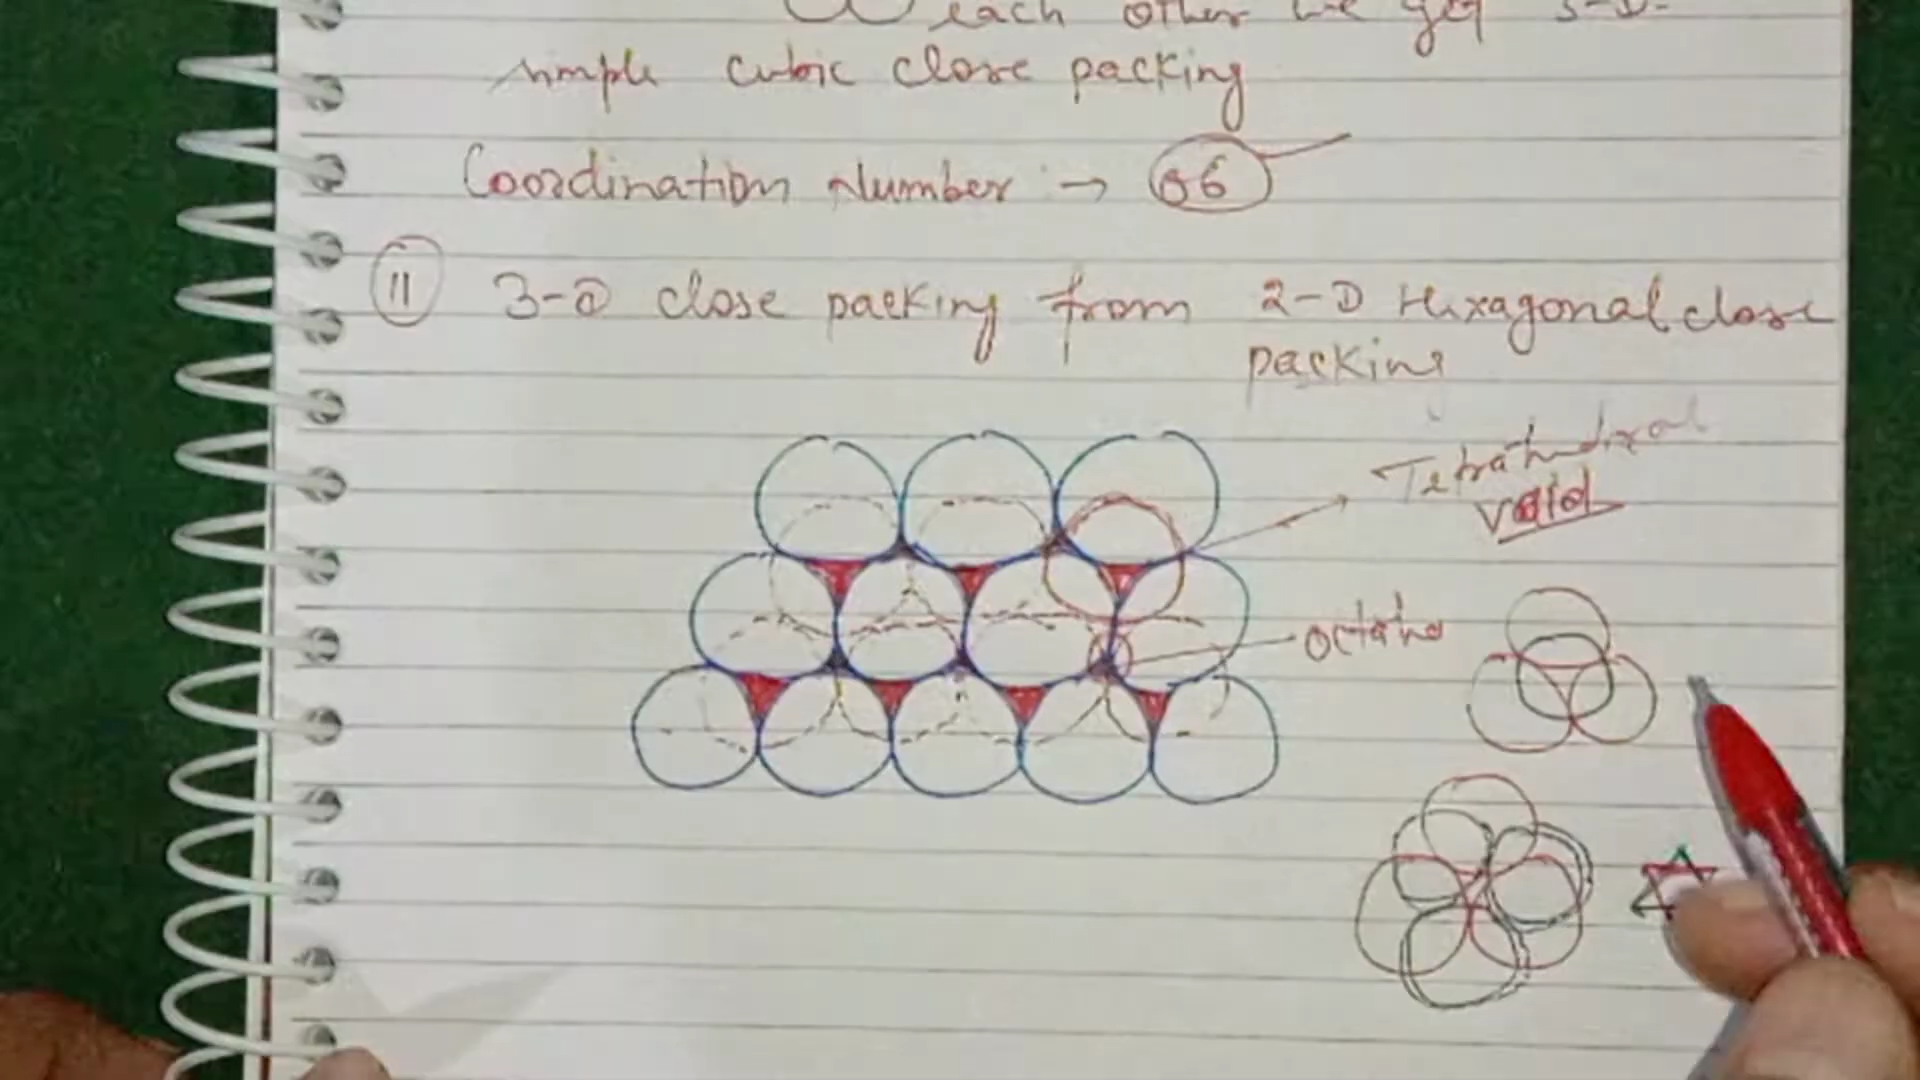 each other we get 3-D
simple cubic close packing
Coordination Number → 06
II 3-D close packing from 2-D Hexagonal close
packing
Tetrahedral
void
octahe